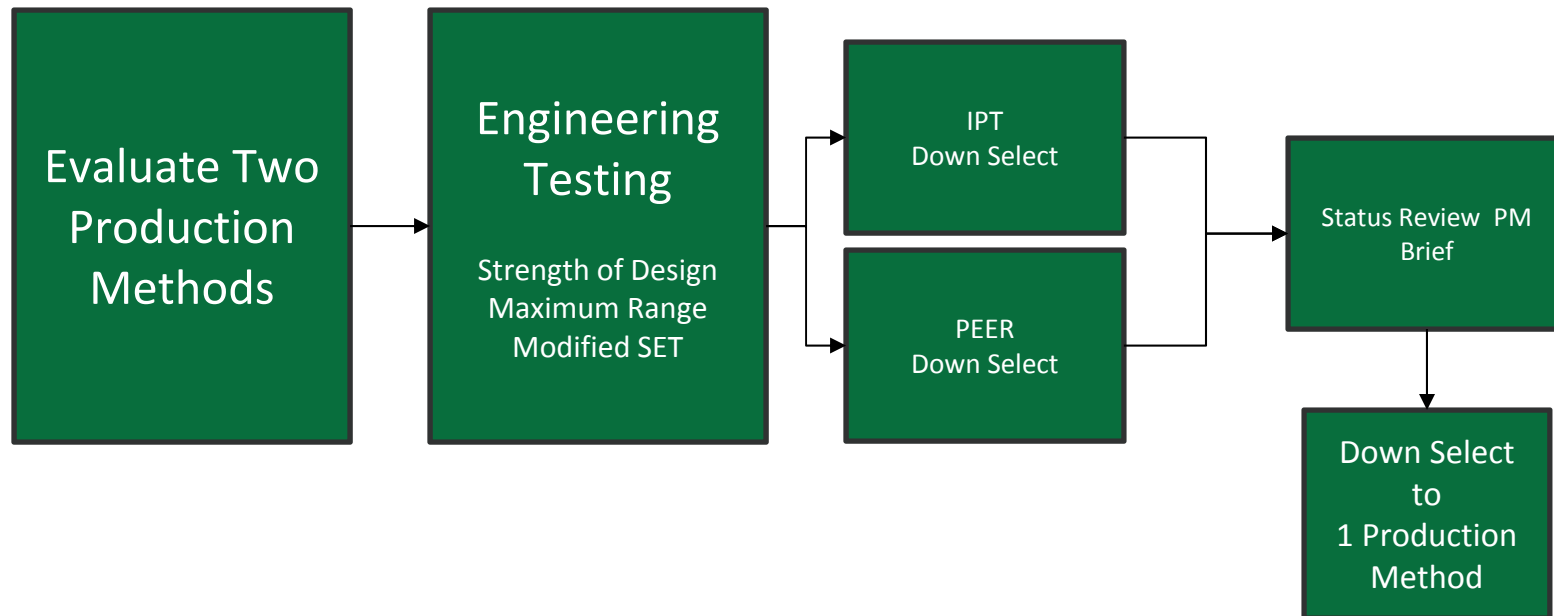 Evaluate Two
Production
Methods
Engineering
Testing
Strength of Design
Maximum Range
Modified SET
IPT
Down Select
PEER
Down Select
Status Review  PM
Brief
Down Select
to
1 Production
Method